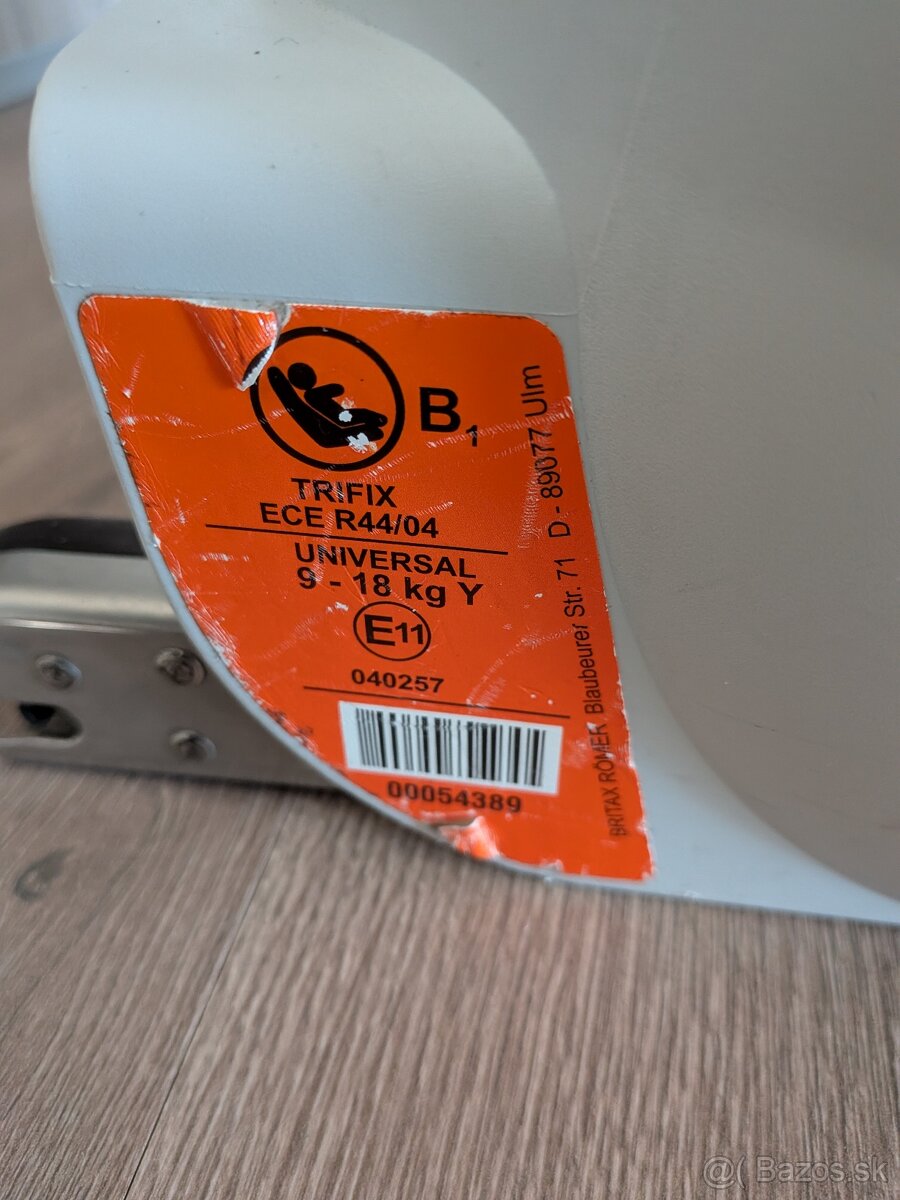 B1
TRIFIX
ECE R44/04
UNIVERSAL
9 - 18 kg Y
E11
040257
00054389
BRITAX RÖMER Blaubeurer Str. 71 D - 89077 Ulm
@( Bazos.sk